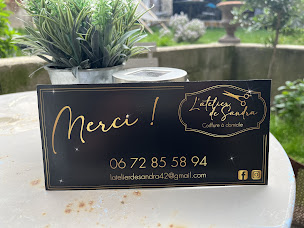 Merci !
L'atelier
de Sandra
Coiffure à domicile
06 72 85 58 94
latelierdesandra42@gmail.com